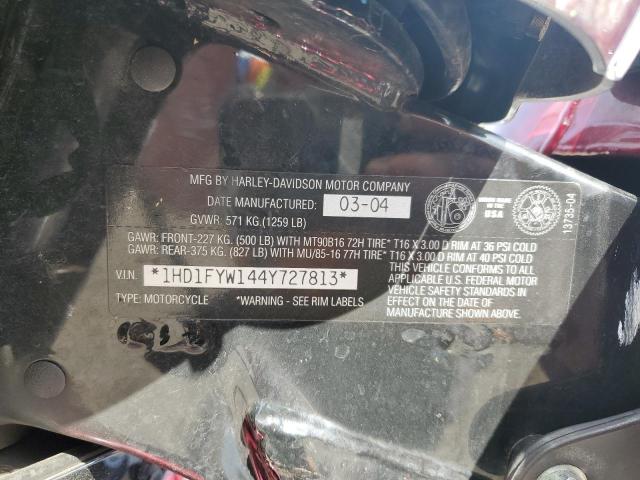 MFG BY HARLEY-DAVIDSON MOTOR COMPANY
DATE MANUFACTURED: 03-04
GVWR: 571 KG (1259 LB)
GAWR: FRONT-227 KG. (500 LB) WITH MT90B16 72H TIRE* T16 X 3.00 D RIM AT 36 PSI COLD
GAWR: REAR-375 KG. (827 LB) WITH MU/85-16 77H TIRE* T16 X 3.00 D RIM AT 40 PSI COLD
V.I.N. *1HD1FYW144Y727813*
TYPE: MOTORCYCLE *WARNING - SEE RIM LABELS
USA
13735-04
THIS VEHICLE CONFORMS TO ALL
APPLICABLE U.S. FEDERAL MOTOR
VEHICLE SAFETY STANDARDS IN
EFFECT ON THE DATE OF
MANUFACTURE SHOWN ABOVE.